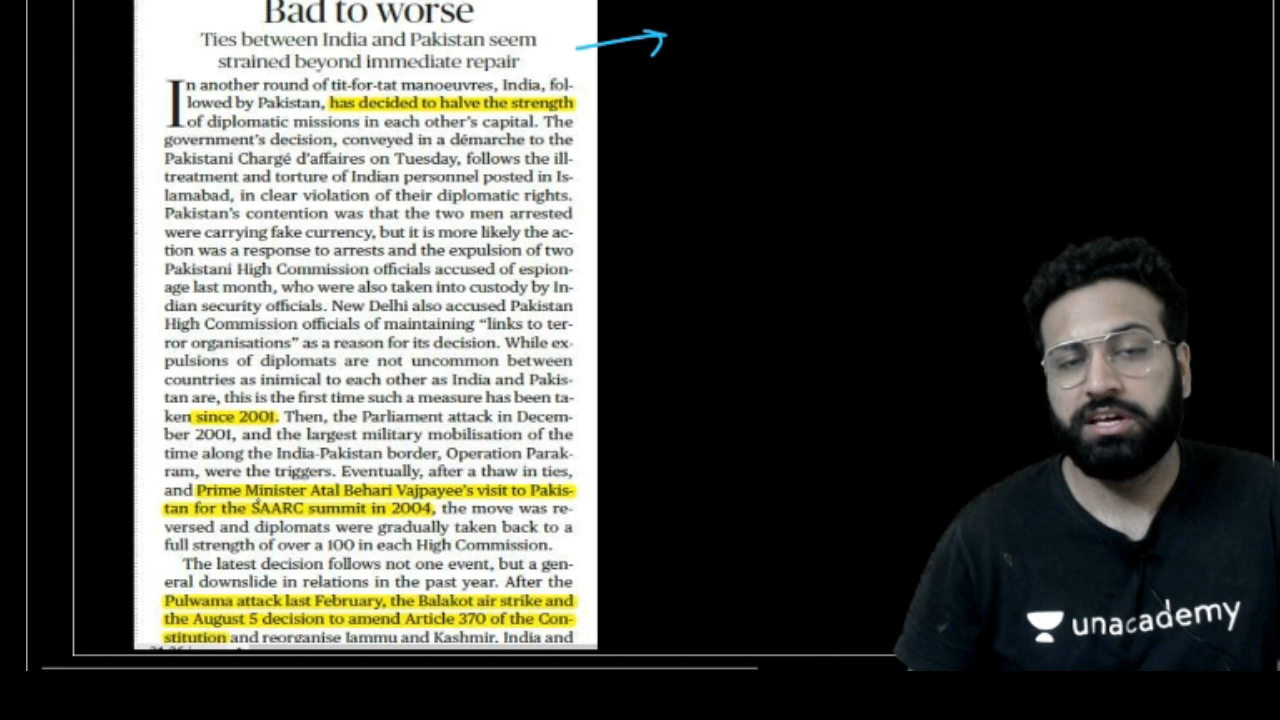 Bad to worse
Ties between India and Pakistan seem
strained beyond immediate repair
In another round of tit-for-tat manoeuvres, India, fol-
lowed by Pakistan, has decided to halve the strength
of diplomatic missions in each other's capital. The
government's decision, conveyed in a démarche to the
Pakistani Chargé d'affaires on Tuesday, follows the ill-
treatment and torture of Indian personnel posted in Is-
lamabad, in clear violation of their diplomatic rights.
Pakistan's contention was that the two men arrested
were carrying fake currency, but it is more likely the ac-
tion was a response to arrests and the expulsion of two
Pakistani High Commission officials accused of espion-
age last month, who were also taken into custody by In-
dian security officials. New Delhi also accused Pakistan
High Commission officials of maintaining “links to ter-
ror organisations” as a reason for its decision. While ex-
pulsions of diplomats are not uncommon between
countries as inimical to each other as India and Pakis-
tan are, this is the first time such a measure has been ta-
ken since 2001. Then, the Parliament attack in Decem-
ber 2001, and the largest military mobilisation of the
time along the India-Pakistan border, Operation Parak-
ram, were the triggers. Eventually, after a thaw in ties,
and Prime Minister Atal Behari Vajpayee's visit to Pakis-
tan for the SAARC summit in 2004, the move was re-
versed and diplomats were gradually taken back to a
full strength of over a 100 in each High Commission.
The latest decision follows not one event, but a gen-
eral downslide in relations in the past year. After the
Pulwama attack last February, the Balakot air strike and
the August 5 decision to amend Article 370 of the Con-
stitution and reorganise Jammu and Kashmir, India and
unacademy